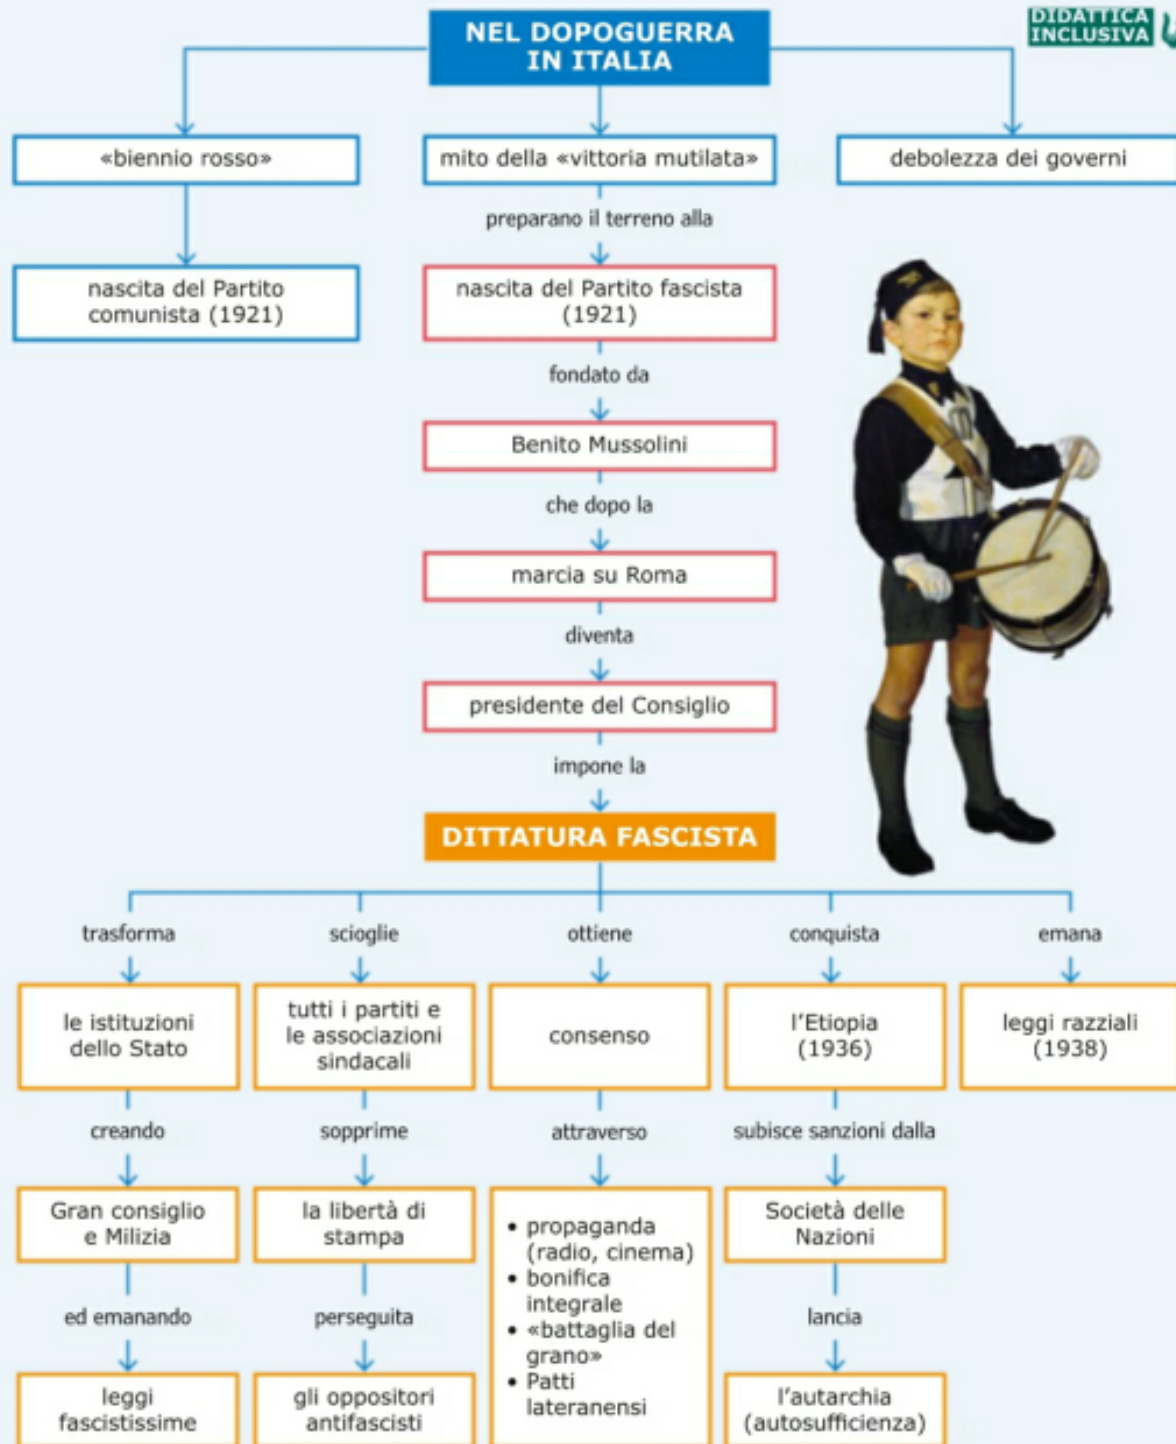 DIDATTICA
INCLUSIVA
NEL DOPOGUERRA
IN ITALIA
«biennio rosso»
mito della «vittoria mutilata»
debolezza dei governi
preparano il terreno alla
nascita del Partito
comunista (1921)
nascita del Partito fascista
(1921)
fondato da
Benito Mussolini
che dopo la
marcia su Roma
diventa
presidente del Consiglio
impone la
DITTATURA FASCISTA
trasforma
scioglie
ottiene
conquista
emana
le istituzioni
dello Stato
tutti i partiti e
le associazioni
sindacali
consenso
l'Etiopia
(1936)
leggi razziali
(1938)
creando
sopprime
attraverso
subisce sanzioni dalla
Gran consiglio
e Milizia
la libertà di
stampa
• propaganda
(radio, cinema)
• bonifica
integrale
• «battaglia del
grano»
• Patti
lateranensi
Società delle
Nazioni
ed emanando
perseguita
lancia
leggi
fascistissime
gli oppositori
antifascisti
l'autarchia
(autosufficienza)